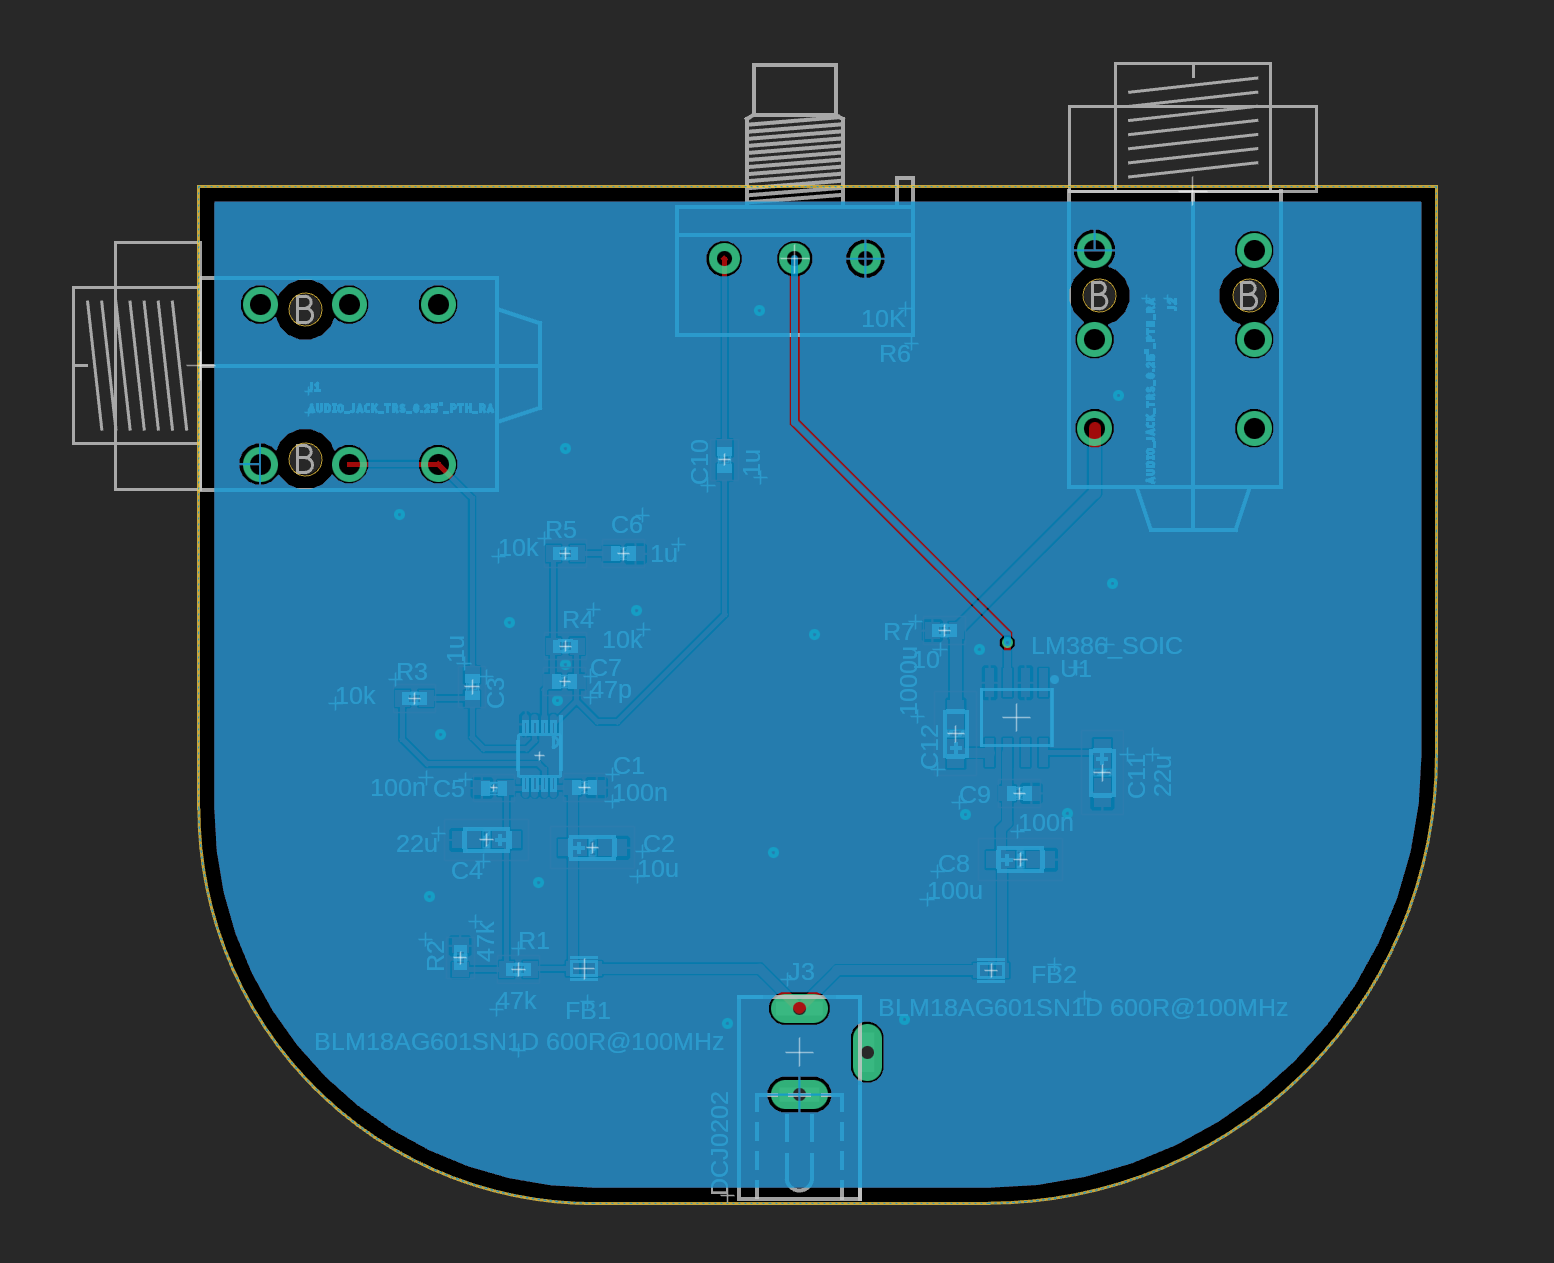 B
B
B
10K
R6
J1
AUDIO_JACK_TRS_0.25"_PTH_RA
AUDIO_JACK_TRS_0.25"_PTH_RA
J2
B
C10
1u
R5
C6
10k
1u
R4
10k
R7
10
LM386_SOIC
U1
1u
R3
10k
C3
C7
47p
1000u
C12
C11
22u
C1
100n
C5
100n
C9
100n
22u
C4
C2
10u
C8
100u
R2
47k
R1
47k
FB1
J3
FB2
BLM18AG601SN1D 600R@100MHz
BLM18AG601SN1D 600R@100MHz
DCJ0202